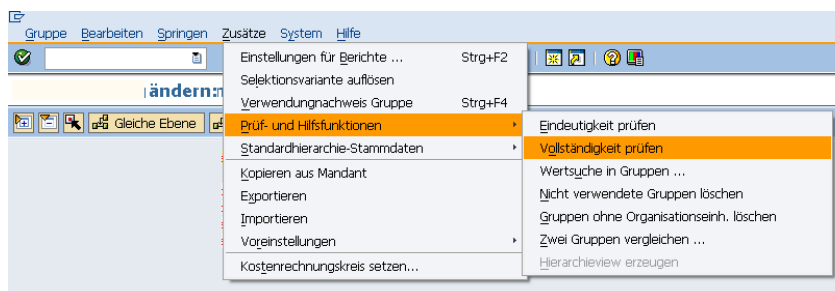 Gruppe Bearbeiten Springen Zusätze System Hilfe
Einstellungen für Berichte ... Strg+F2
Selektionsvariante auflösen
ändern:
Verwendungnachweis Gruppe Strg+F4
Gleiche Ebene
Prüf- und Hilfsfunktionen
Eindeutigkeit prüfen
Standardhierarchie-Stammdaten
Vollständigkeit prüfen
Kopieren aus Mandant
Wertsuche in Gruppen ...
Exportieren
Nicht verwendete Gruppen löschen
Importieren
Gruppen ohne Organisationseinh. löschen
Voreinstellungen
Zwei Gruppen vergleichen ...
Kostenrechnungskreis setzen...
Hierarchieview erzeugen